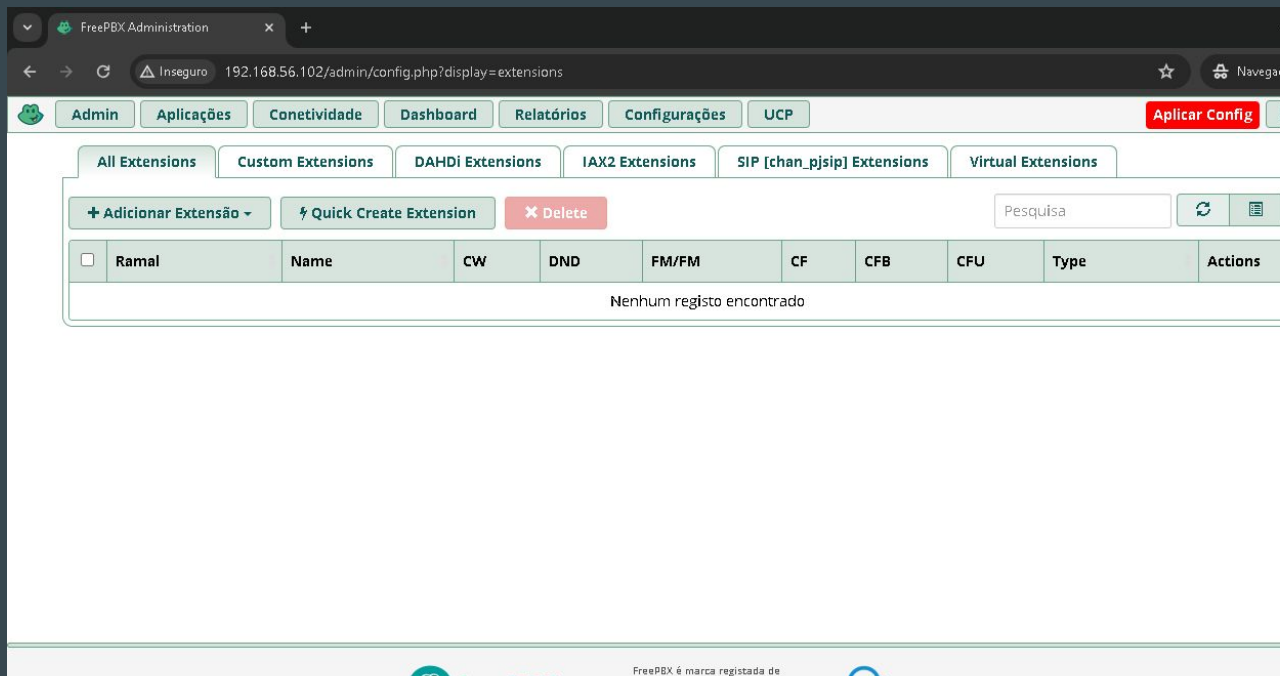 FreePBX Administration
Inseguro 192.168.56.102/admin/config.php?display=extensions
Admin Aplicações Conetividade Dashboard Relatórios Configurações UCP Aplicar Config
All Extensions Custom Extensions DAHDi Extensions IAX2 Extensions SIP [chan_pjsip] Extensions Virtual Extensions
+ Adicionar Extensão Quick Create Extension Delete Pesquisa
Ramal Name CW DND FM/FM CF CFB CFU Type Actions
Nenhum registo encontrado
FreePBX é marca registada de